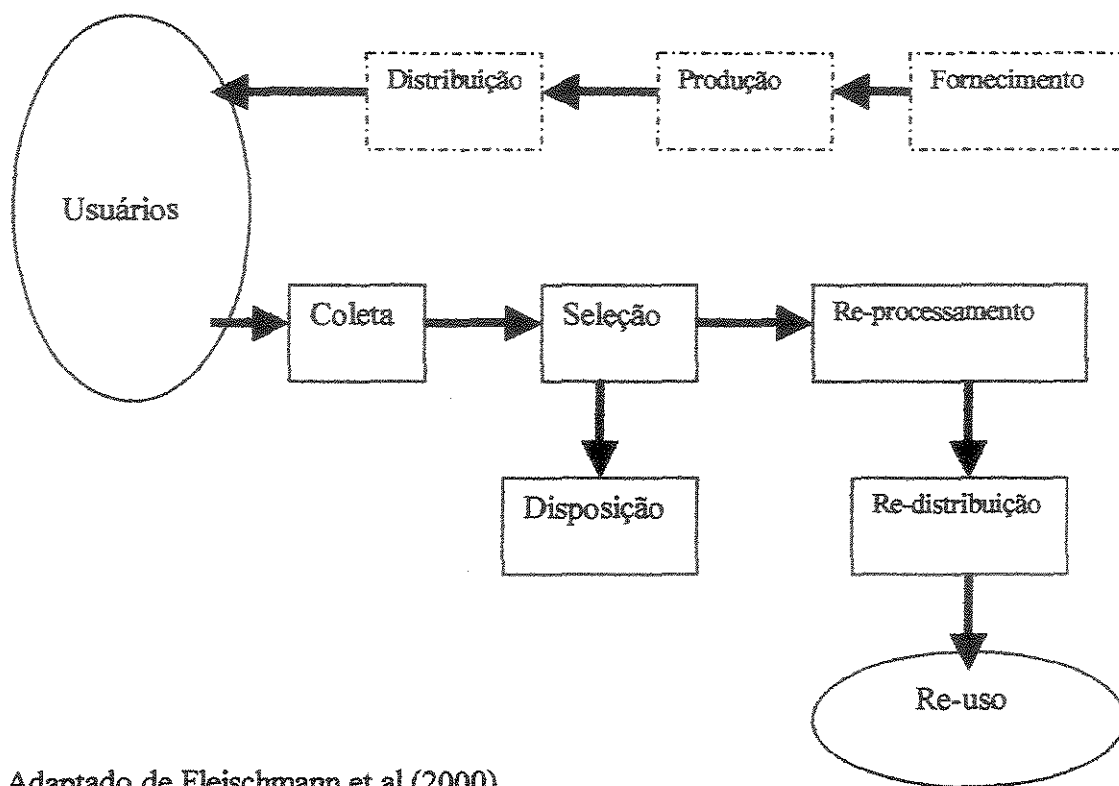 Distribuição
Produção
Fornecimento
Usuários
Coleta
Seleção
Re-processamento
Disposição
Re-distribuição
Re-uso
Adaptado de Fleischmann et al (2000)